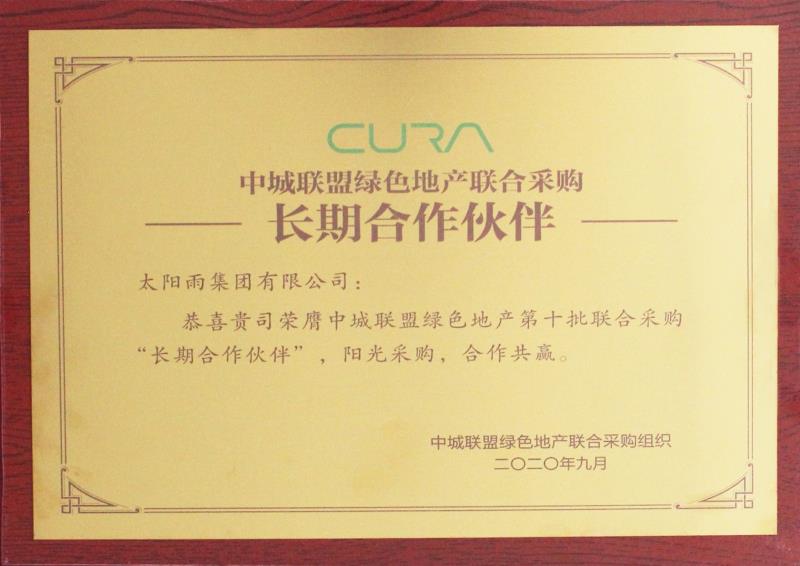 CURA
中城联盟绿色地产联合采购
长期合作伙伴
太阳雨集团有限公司：
恭喜贵司荣膺中城联盟绿色地产第十批联合采购
“长期合作伙伴”，阳光采购，合作共赢。
中城联盟绿色地产联合采购组织
二〇二〇年九月